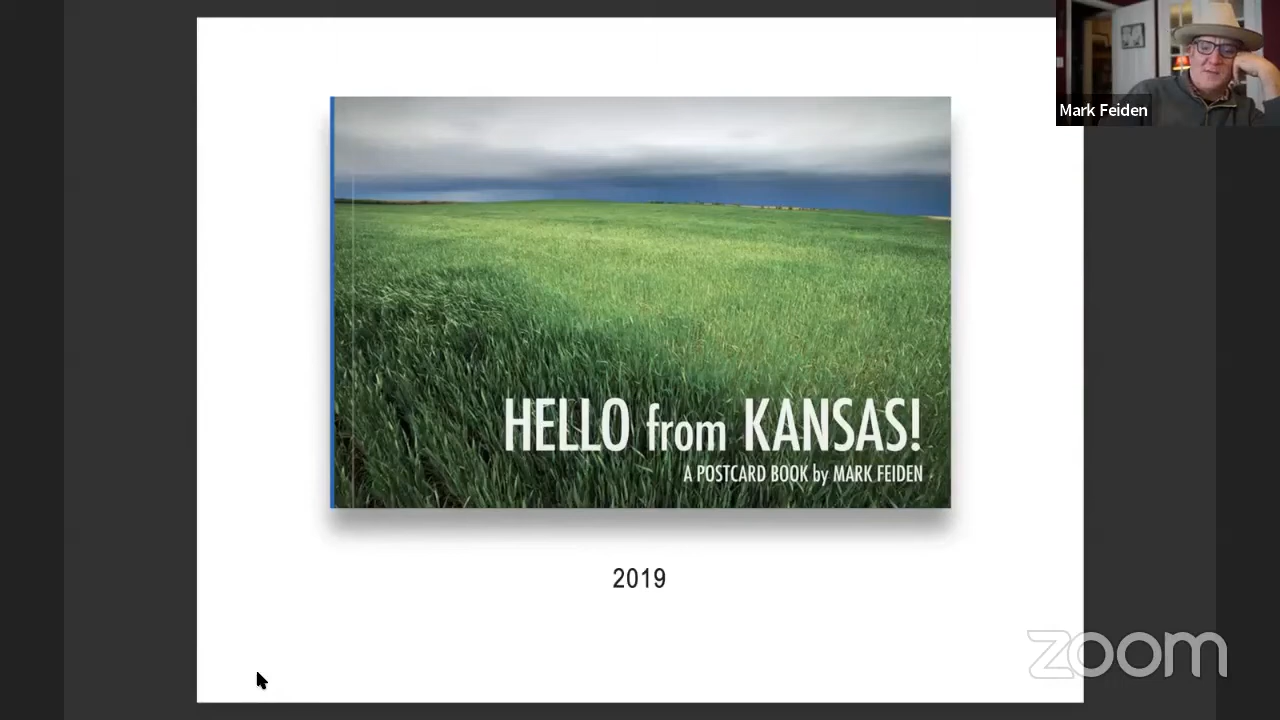 Mark Feiden
HELLO from KANSAS!
A POSTCARD BOOK by MARK FEIDEN
2019
zoom